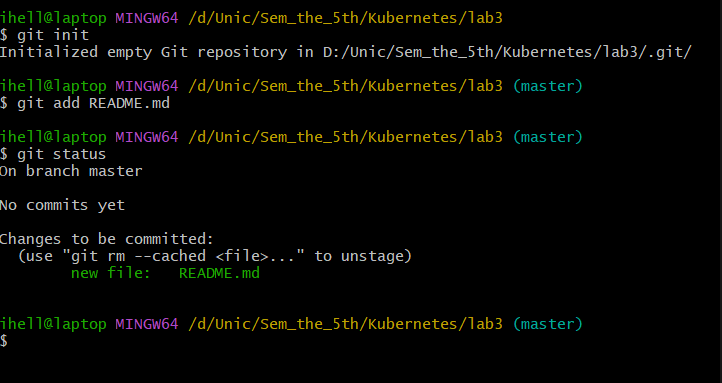 ihell@laptop MINGW64 /d/Unic/Sem_the_5th/Kubernetes/lab3
$ git init
Initialized empty Git repository in D:/Unic/Sem_the_5th/Kubernetes/lab3/.git/
ihell@laptop MINGW64 /d/Unic/Sem_the_5th/Kubernetes/lab3 (master)
$ git add README.md
ihell@laptop MINGW64 /d/Unic/Sem_the_5th/Kubernetes/lab3 (master)
$ git status
On branch master
No commits yet
Changes to be committed:
  (use "git rm --cached <file>..." to unstage)
        new file:   README.md
ihell@laptop MINGW64 /d/Unic/Sem_the_5th/Kubernetes/lab3 (master)
$